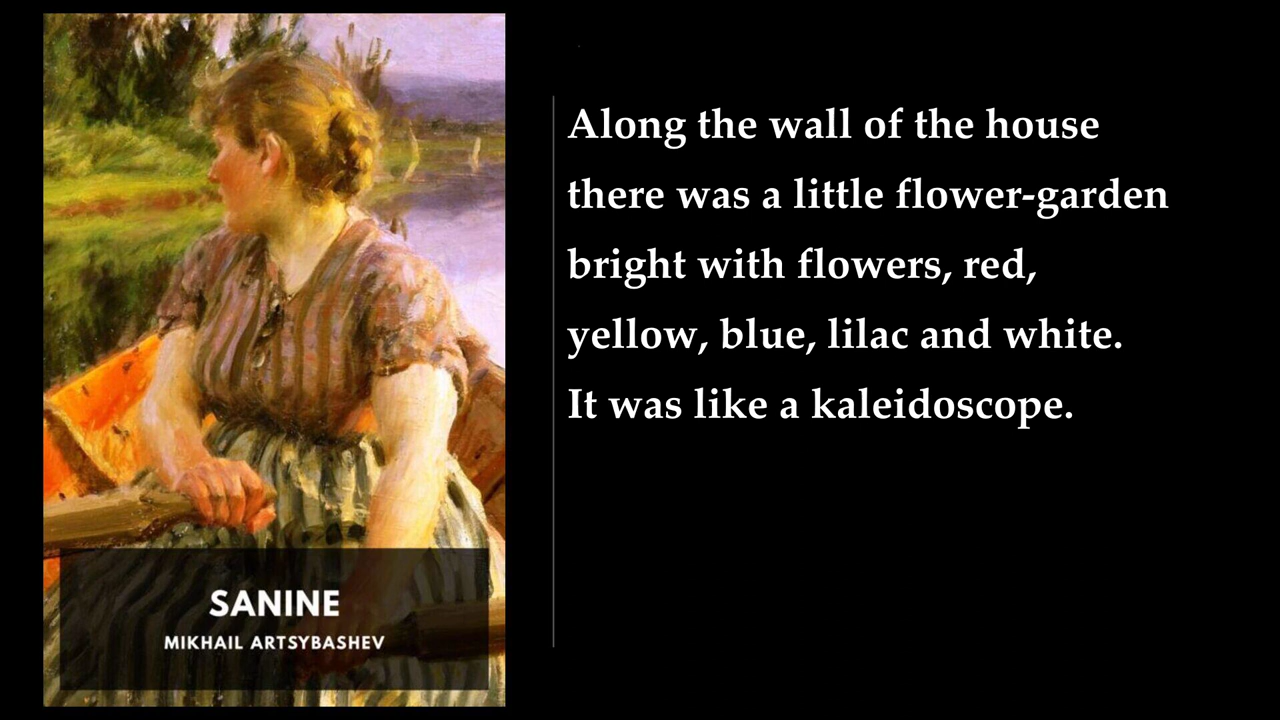 SANINE
MIKHAIL ARTSYBASHEV
Along the wall of the house
there was a little flower-garden
bright with flowers, red,
yellow, blue, lilac and white.
It was like a kaleidoscope.